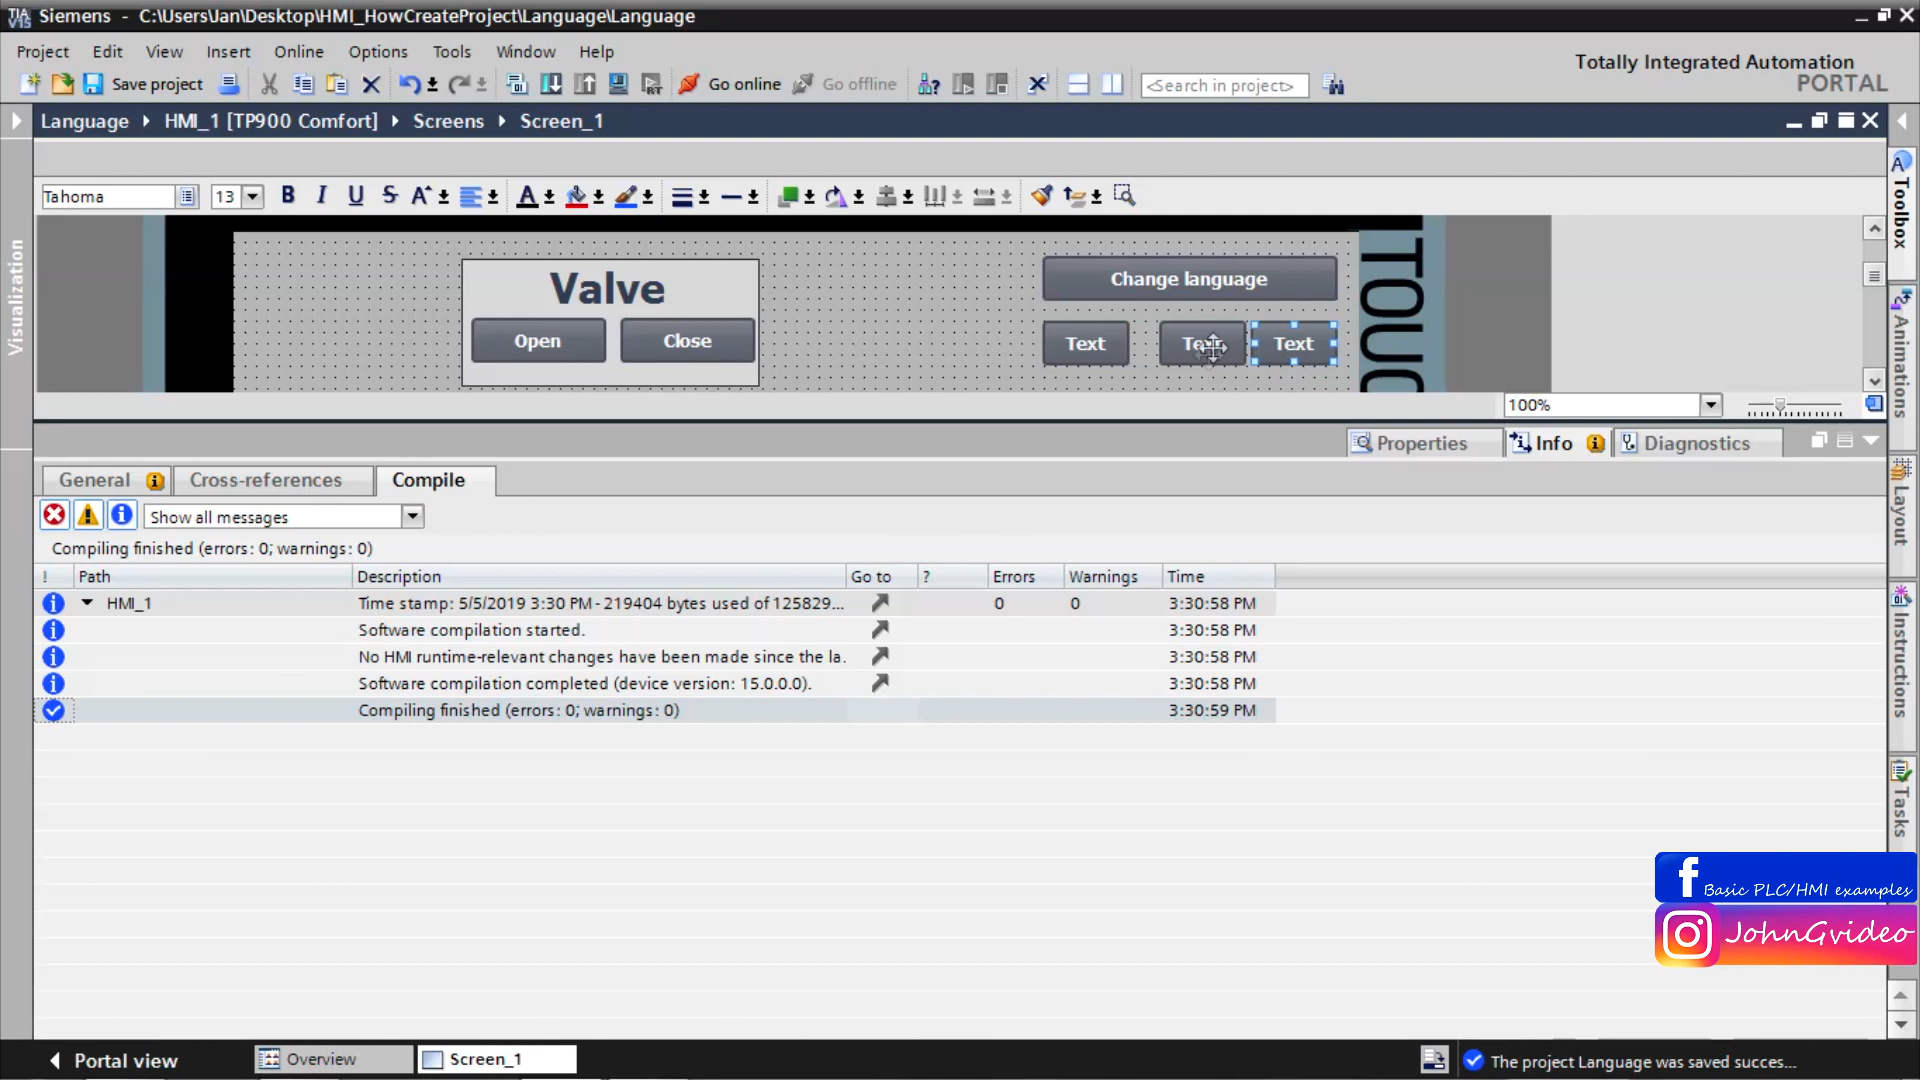 TIA V15 Siemens - C:\Users\Jan\Desktop\HMI_HowCreateProject\Language\Language
Project Edit View Insert Online Options Tools Window Help
Totally Integrated Automation
PORTAL
Save project Go online Go offline <Search in project>
Language HMI_1 [TP900 Comfort] Screens Screen_1
Tahoma 13 B I U S A A
Visualization
Valve
Open Close
Change language
Text Text
TOUC
100%
Properties Info Diagnostics
General Cross-references Compile
Show all messages
Compiling finished (errors: 0; warnings: 0)
! Path Description Go to ? Errors Warnings Time
HMI_1 Time stamp: 5/5/2019 3:30 PM - 219404 bytes used of 125829... 0 0 3:30:58 PM
Software compilation started. 3:30:58 PM
No HMI runtime-relevant changes have been made since the la. 3:30:58 PM
Software compilation completed (device version: 15.0.0.0). 3:30:58 PM
Compiling finished (errors: 0; warnings: 0) 3:30:59 PM
Toolbox
Animations
Layout
Instructions
Tasks
f Basic PLC/HMI examples
JohnGvideo
Portal view Overview Screen_1 The project Language was saved succes...